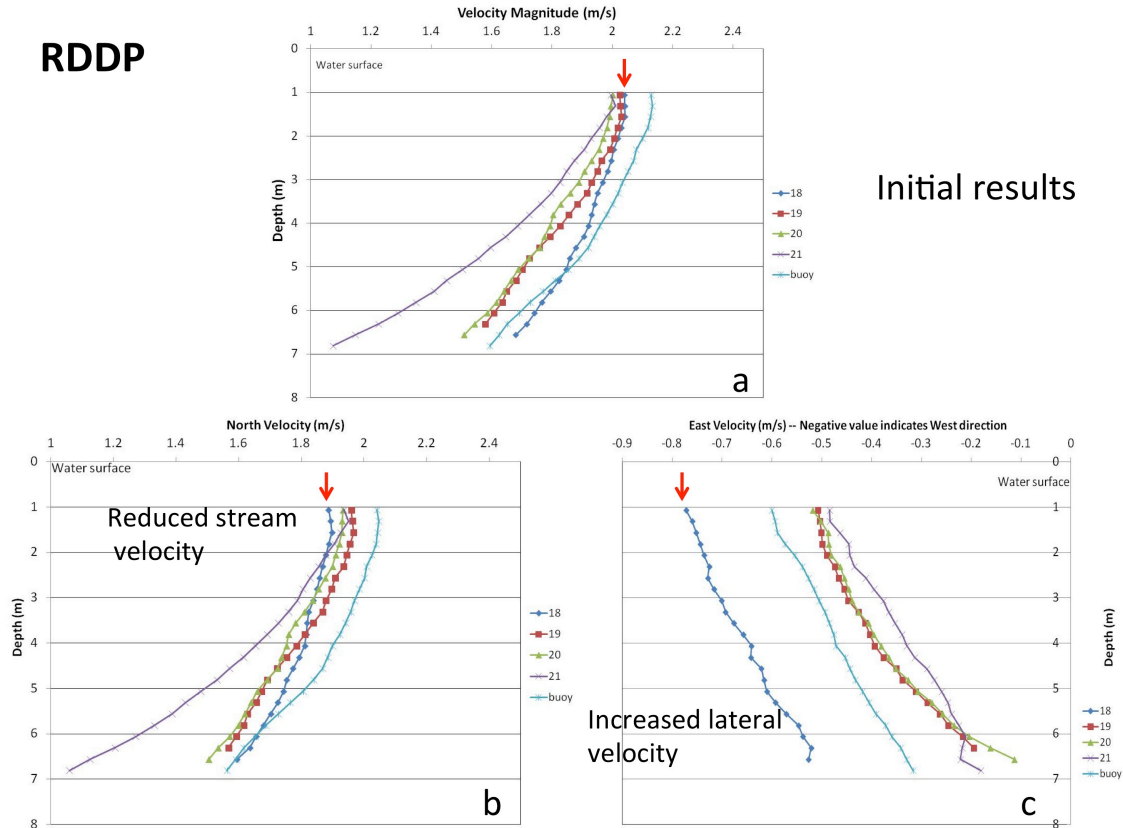 RDDP
Initial results
Velocity Magnitude (m/s)
1 1.2 1.4 1.6 1.8 2 2.2 2.4
Water surface
Depth (m)
0
1
2
3
4
5
6
7
8
18
19
20
21
buoy
a
North Velocity (m/s)
1 1.2 1.4 1.6 1.8 2 2.2 2.4
Water surface
Reduced stream
velocity
Depth (m)
0
1
2
3
4
5
6
7
8
18
19
20
21
buoy
b
East Velocity (m/s) -- Negative value indicates West direction
-0.9 -0.8 -0.7 -0.6 -0.5 -0.4 -0.3 -0.2 -0.1 0
Water surface
Increased lateral
velocity
Depth (m)
0
1
2
3
4
5
6
7
8
18
19
20
21
buoy
c